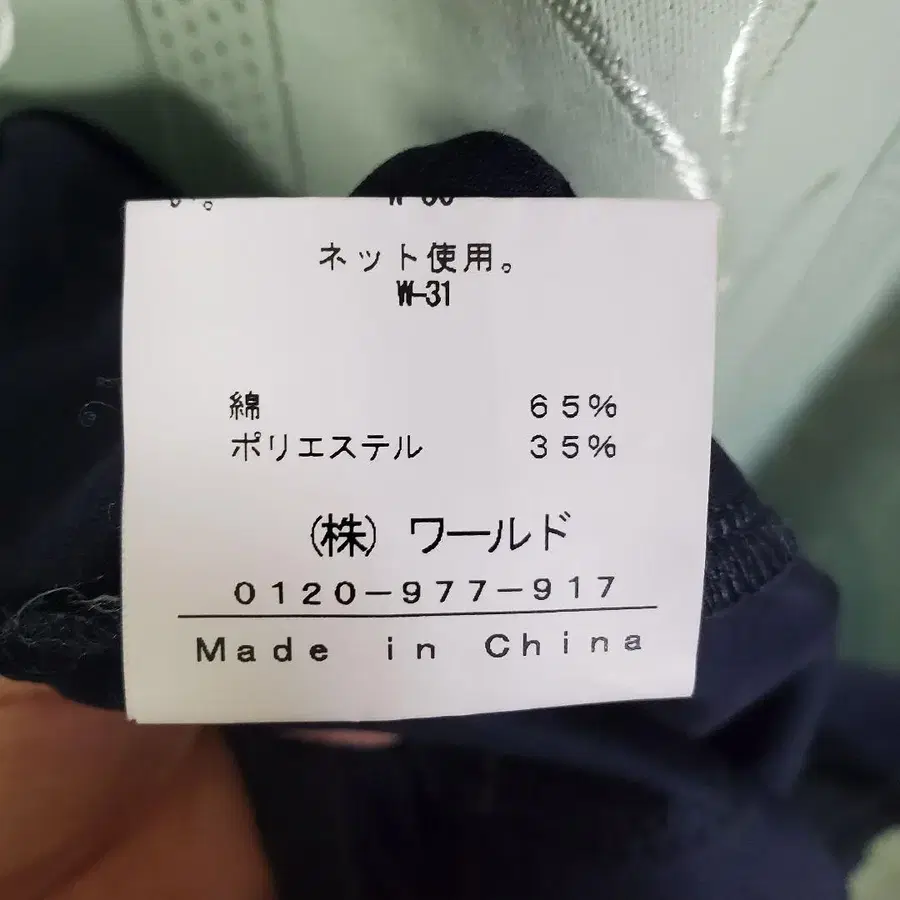 ネット使用。
W-31
綿 65%
ポリエステル 35%
(株) ワールド
0120-977-917
Made in China